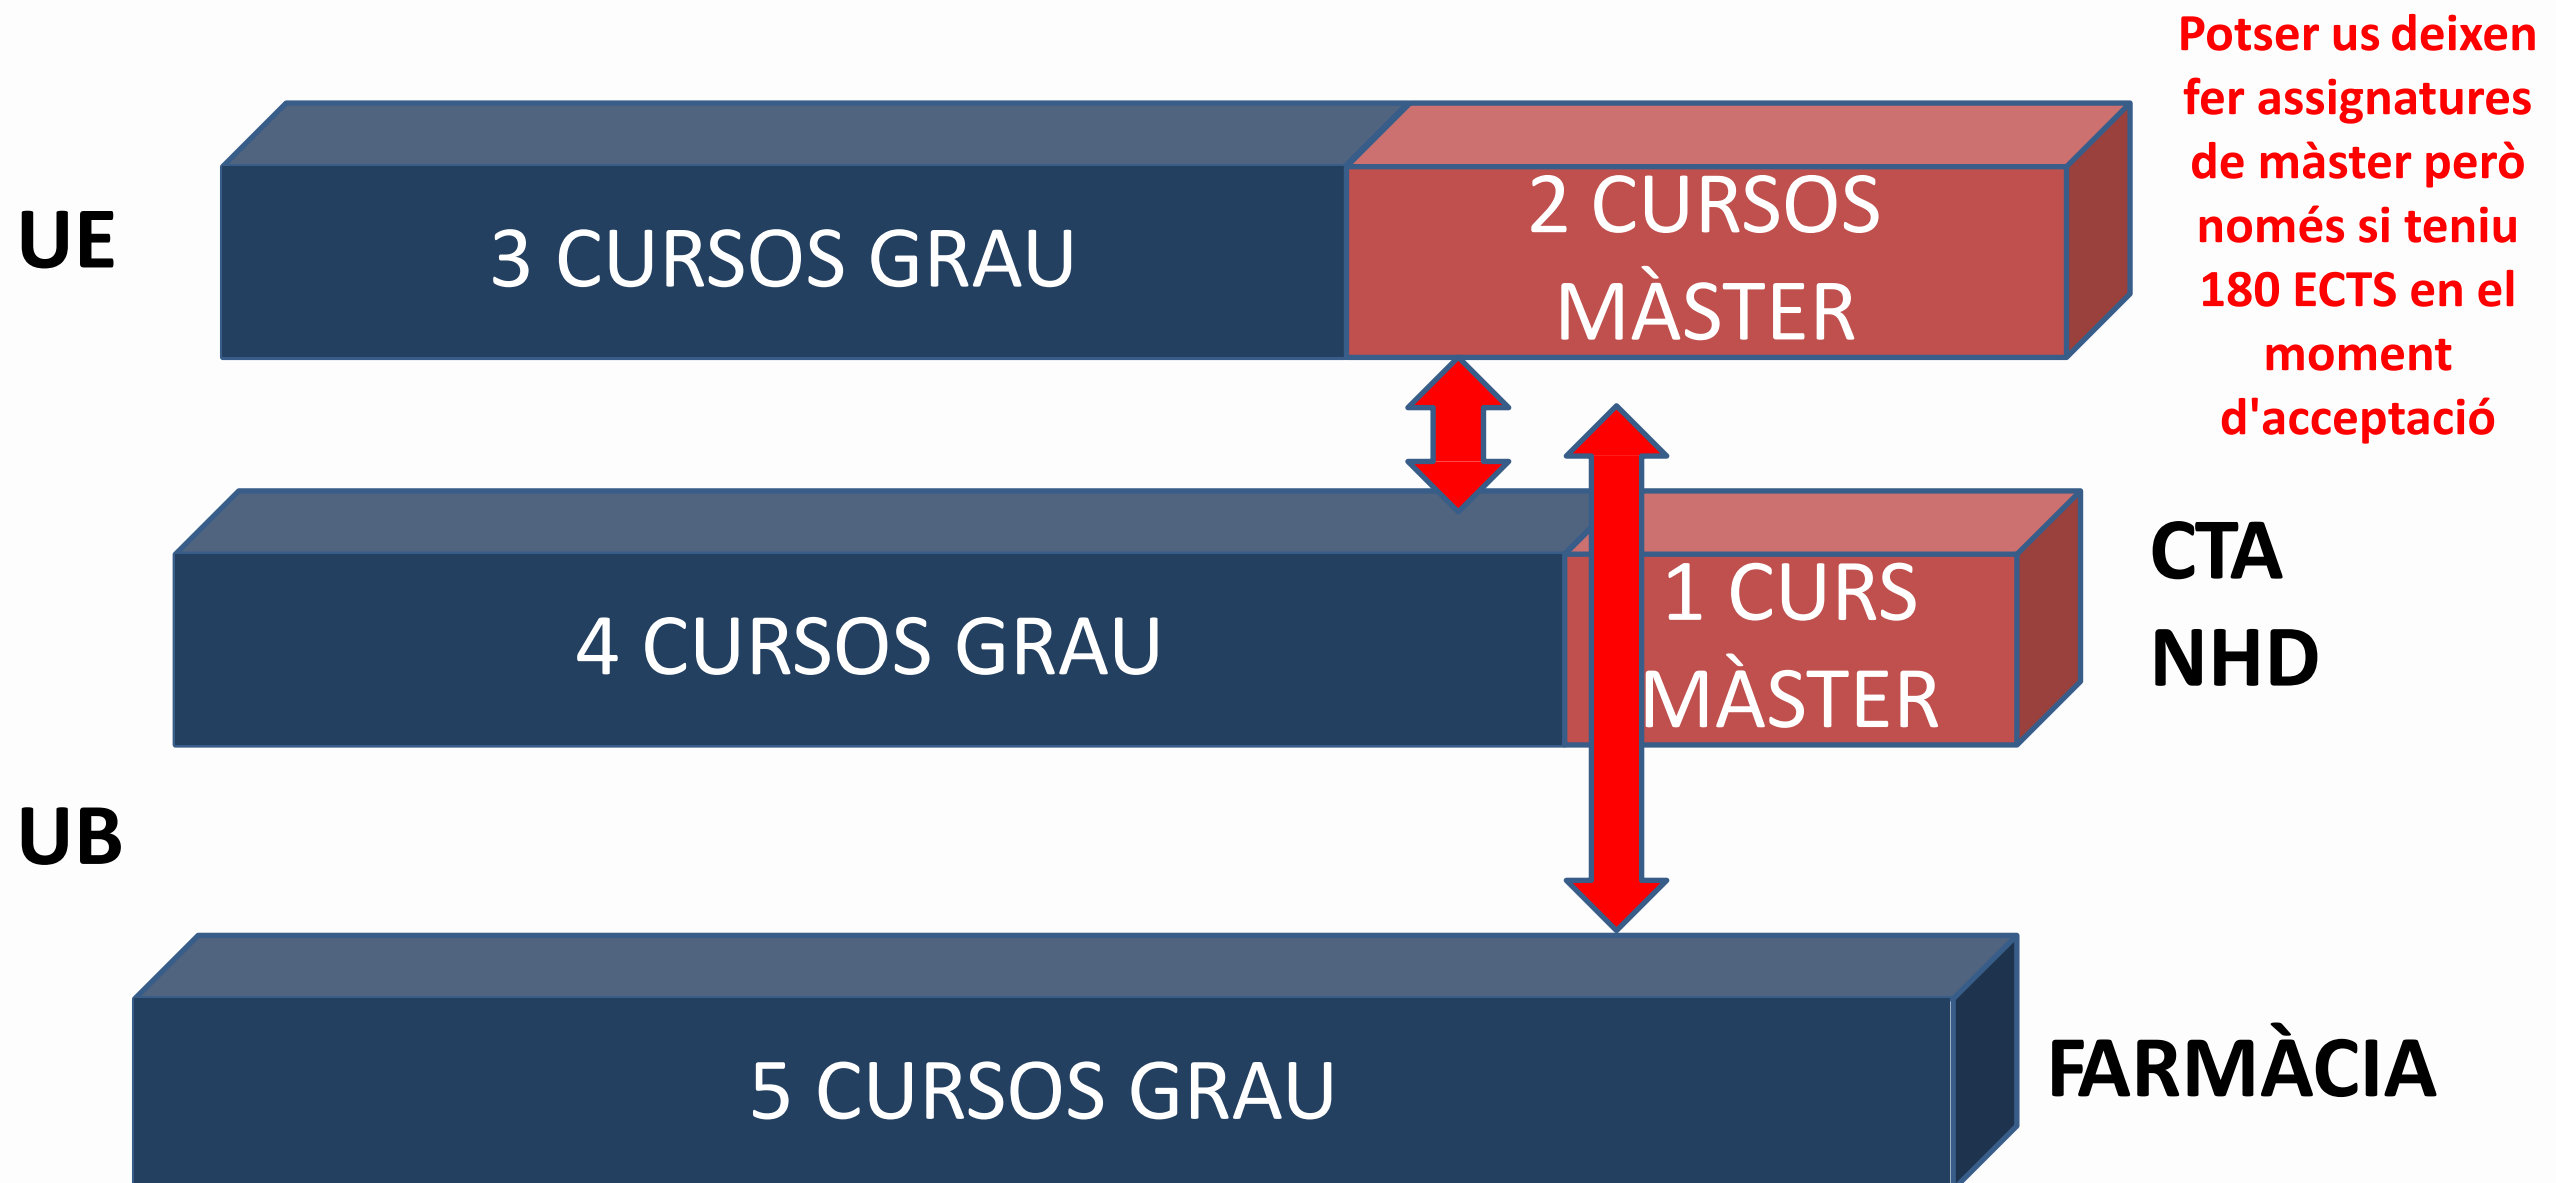 Potser us deixen
fer assignatures
de màster però
només si teniu
180 ECTS en el
moment
d'acceptació
UE
3 CURSOS GRAU
2 CURSOS
MÀSTER
4 CURSOS GRAU
1 CURS
MÀSTER
CTA
NHD
UB
5 CURSOS GRAU
FARMÀCIA